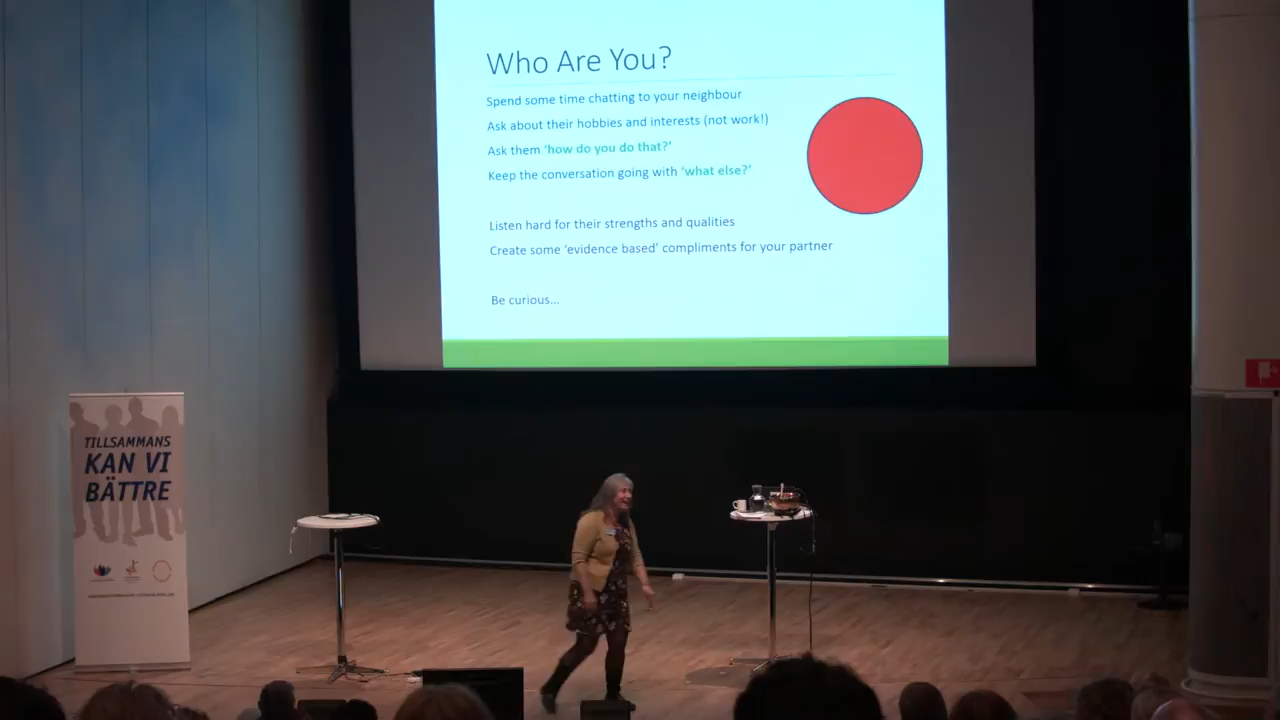 Who Are You?
Spend some time chatting to your neighbour
Ask about their hobbies and interests (not work!)
Ask them ‘how do you do that?’
Keep the conversation going with ‘what else?’
Listen hard for their strengths and qualities
Create some ‘evidence based’ compliments for your partner
Be curious...
TILLSAMMANS
KAN VI
BÄTTRE